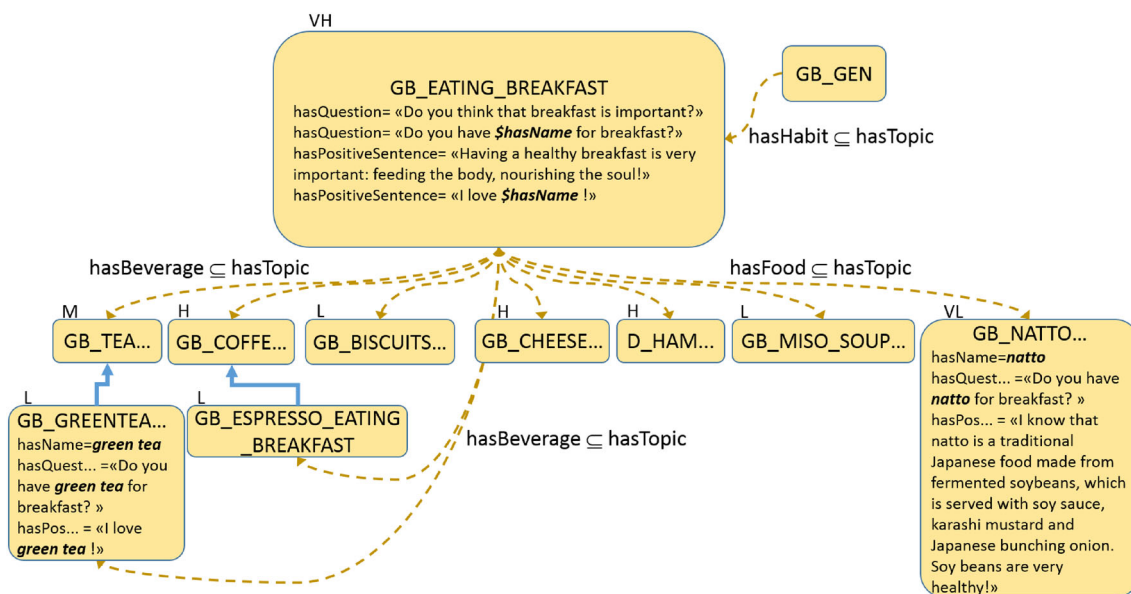 VH
GB_EATING_BREAKFAST
hasQuestion= «Do you think that breakfast is important?»
hasQuestion= «Do you have $hasName for breakfast?»
hasPositiveSentence= «Having a healthy breakfast is very
important: feeding the body, nourishing the soul!»
hasPositiveSentence= «I love $hasName !»
GB_GEN
hasHabit ⊆ hasTopic
hasBeverage ⊆ hasTopic
hasFood ⊆ hasTopic
M
GB_TEA...
H
GB_COFFE...
L
GB_BISCUITS...
H
GB_CHEESE...
H
D_HAM...
L
GB_MISO_SOUP...
VL
GB_NATTO...
hasName=natto
hasQuest... =«Do you have
natto for breakfast? »
hasPos... = «I know that
natto is a traditional
Japanese food made from
fermented soybeans, which
is served with soy sauce,
karashi mustard and
Japanese bunching onion.
Soy beans are very
healthy!»
L
GB_GREENTEA...
hasName=green tea
hasQuest... =«Do you
have green tea for
breakfast? »
hasPos... = «I love
green tea !»
L
GB_ESPRESSO_EATING
_BREAKFAST
hasBeverage ⊆ hasTopic